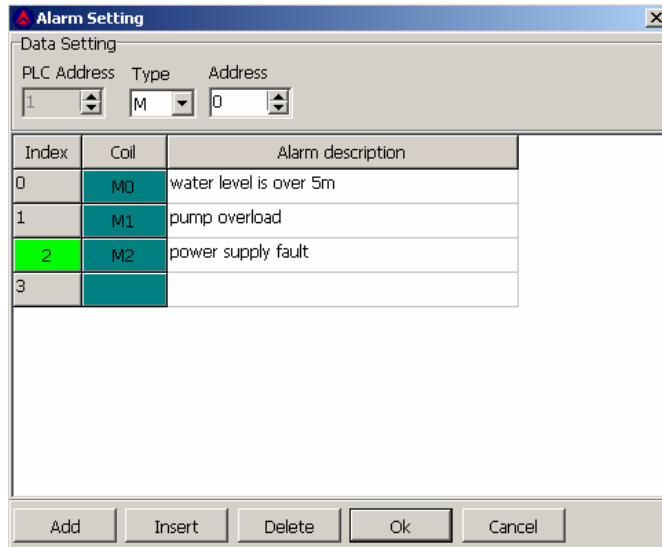 Alarm Setting
Data Setting
PLC Address Type Address
1 M 0
Index Coil Alarm description
0 M0 water level is over 5m
1 M1 pump overload
2 M2 power supply fault
3
Add Insert Delete Ok Cancel